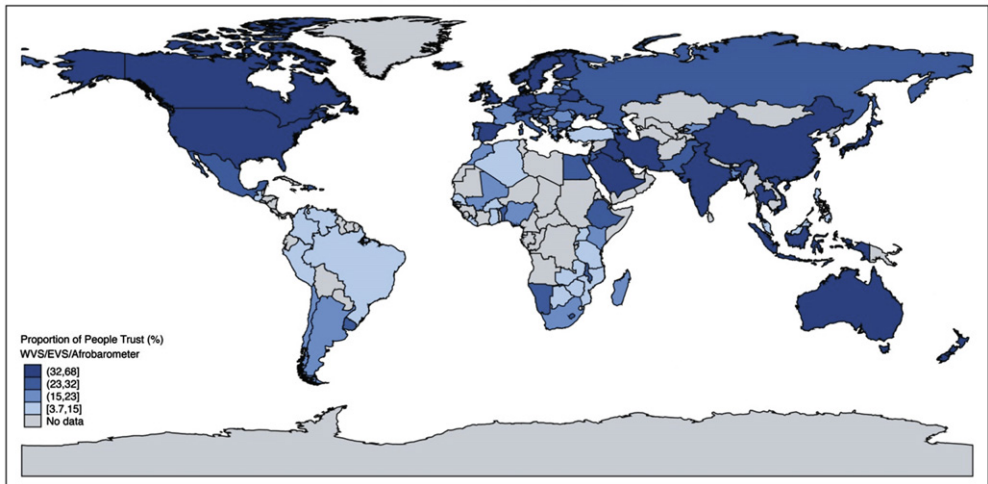 Proportion of People Trust (%)
WVS/EVS/Afrobarometer
(32,68]
(23,32]
(15,23]
[3.7,15]
No data